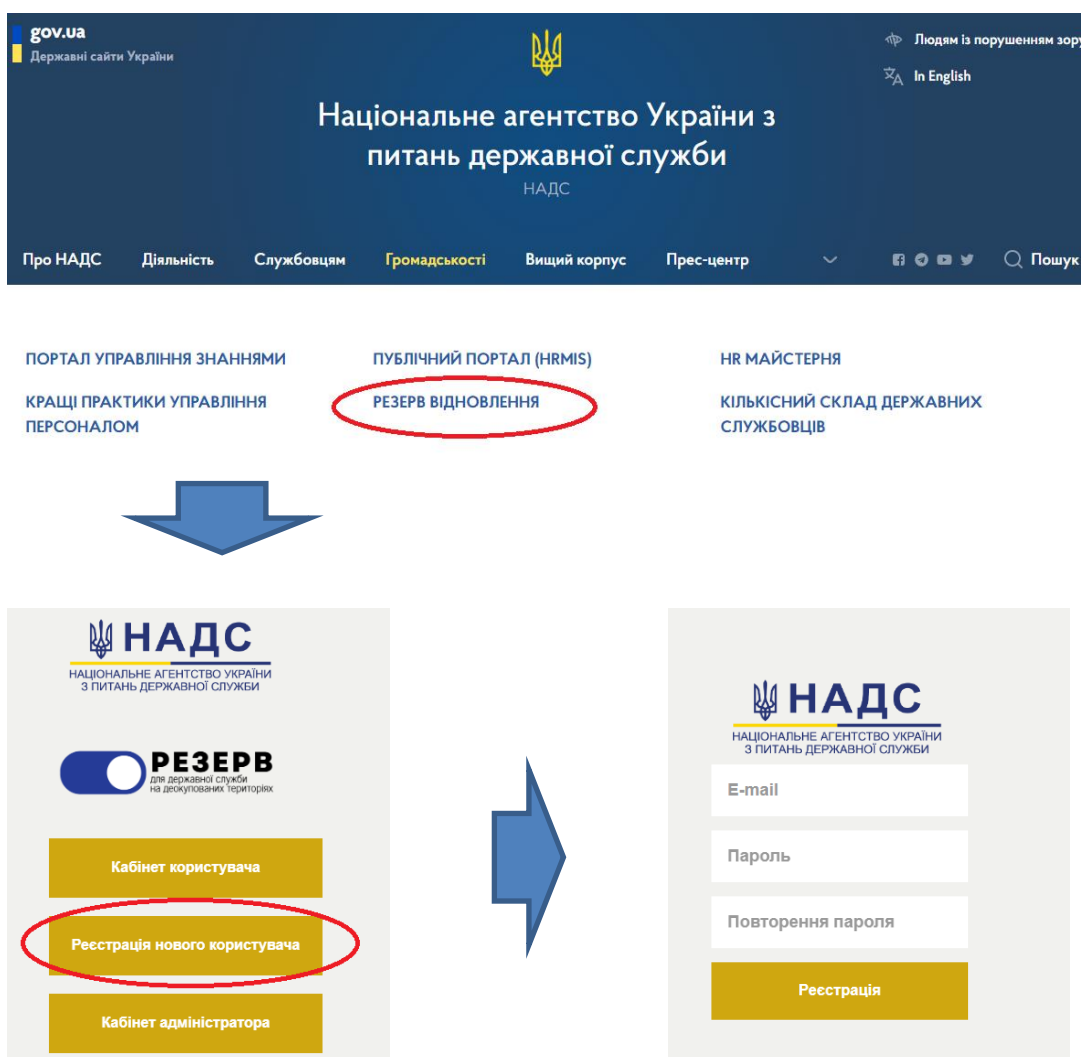 gov.ua
Державні сайти України
Людям із порушенням зору
In English
Національне агентство України з
питань державної служби
НАДС
Про НАДС Діяльність Службовцям Громадськості Вищий корпус Прес-центр Пошук
ПОРТАЛ УПРАВЛІННЯ ЗНАННЯМИ ПУБЛІЧНИЙ ПОРТАЛ (HRMIS) HR МАЙСТЕРНЯ
КРАЩІ ПРАКТИКИ УПРАВЛІННЯ
ПЕРСОНАЛОМ
РЕЗЕРВ ВІДНОВЛЕННЯ
КІЛЬКІСНИЙ СКЛАД ДЕРЖАВНИХ
СЛУЖБОВЦІВ
НАДС
НАЦІОНАЛЬНЕ АГЕНТСТВО УКРАЇНИ
З ПИТАНЬ ДЕРЖАВНОЇ СЛУЖБИ
РЕЗЕРВ
для державної служби
на деокупованих територіях
Кабінет користувача
Реєстрація нового користувача
Кабінет адміністратора
НАДС
НАЦІОНАЛЬНЕ АГЕНТСТВО УКРАЇНИ
З ПИТАНЬ ДЕРЖАВНОЇ СЛУЖБИ
E-mail
Пароль
Повторення пароля
Реєстрація